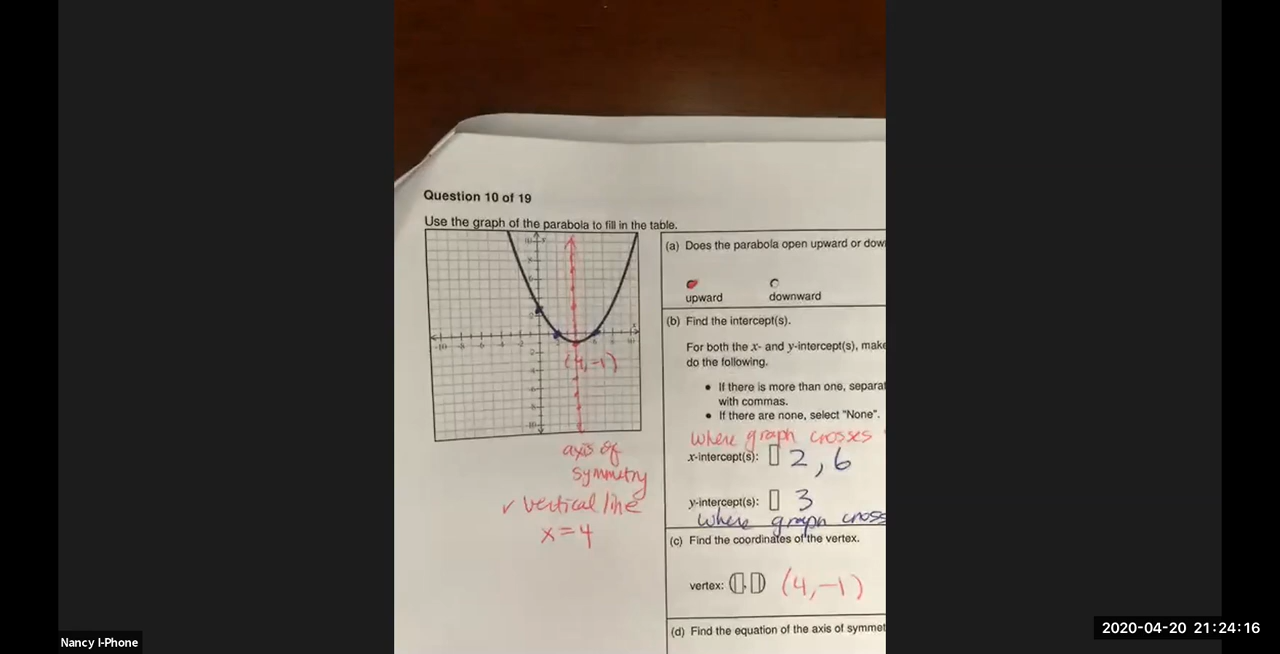 Question 10 of 19
Use the graph of the parabola to fill in the table.
(a) Does the parabola open upward or dow
upward
downward
(b) Find the intercept(s).
For both the x- and y-intercept(s), make
do the following.
• If there is more than one, separat
with commas.
• If there are none, select "None".
where graph crosses
x-intercept(s): 2, 6
y-intercept(s): 3
where graph cross
(c) Find the coordinates of the vertex.
vertex: (4, -1)
(d) Find the equation of the axis of symmet
(4, -1)
axis of
symmetry
✓ vertical line
x = 4
Nancy I-Phone
2020-04-20 21:24:16